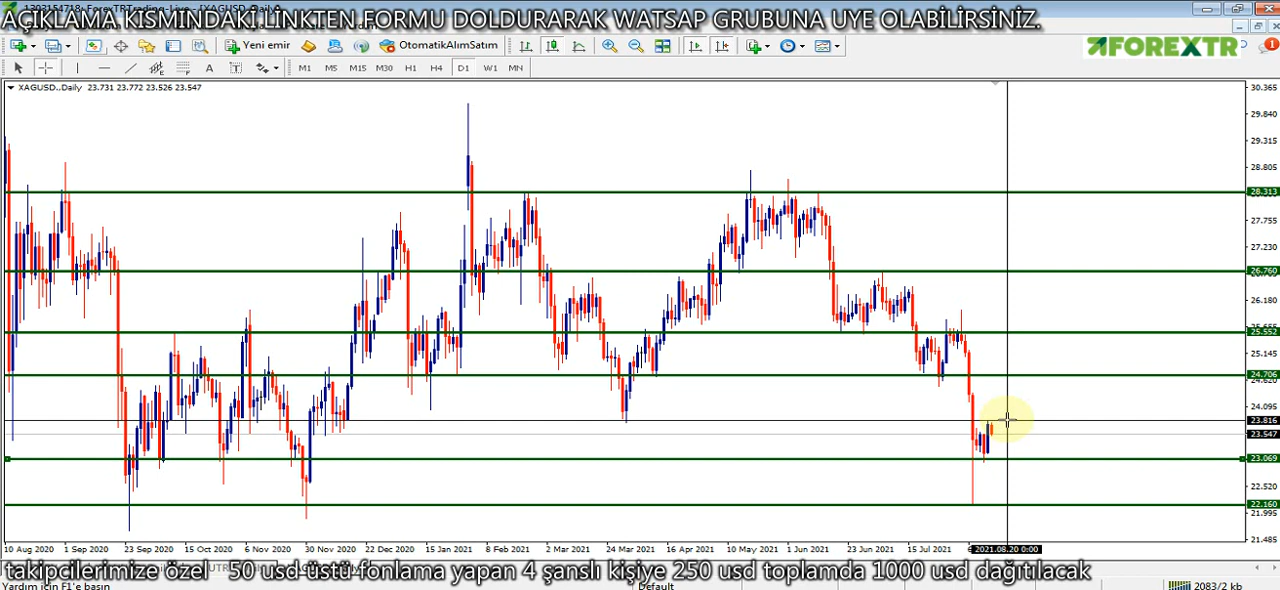 AÇIKLAMA KISMINDAKİ LİNKTEN FORMU DOLDURARAK WATSAP GRUBUNA UYE OLABİLİRSİNİZ.
Yeni emir OtomatikAlımSatım
FOREXTR
1
A T M1 M5 M15 M30 H1 H4 D1 W1 MN
XAGUSD..Daily 23.731 23.772 23.526 23.547
30.365
29.840
29.315
28.805
28.313
27.755
27.230
26.760
26.180
25.552
25.145
24.706
24.620
24.095
23.816
23.547
23.069
22.520
22.160
21.995
21.485
10 Aug 2020 1 Sep 2020 23 Sep 2020 15 Oct 2020 6 Nov 2020 30 Nov 2020 22 Dec 2020 15 Jan 2021 8 Feb 2021 2 Mar 2021 24 Mar 2021 16 Apr 2021 10 May 2021 1 Jun 2021 23 Jun 2021 15 Jul 2021 2021.08.20 0:00
takipcilerimize özel 50 usd üstü fonlama yapan 4 şanslı kişiye 250 usd toplamda 1000 usd dağıtılacak
Yardım için F1'e basın Default 2083/2 kb